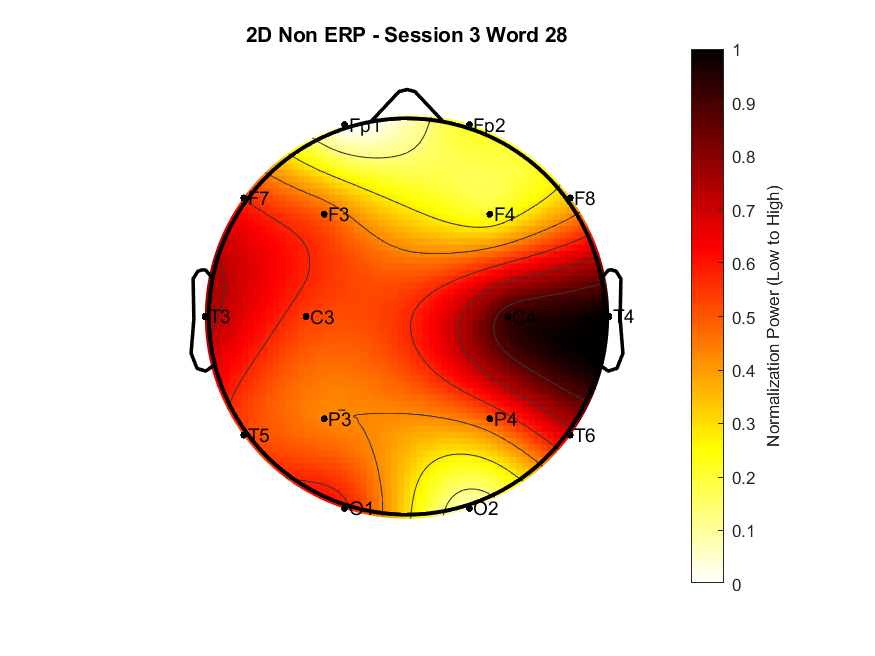 2D Non ERP - Session 3 Word 28
Fp1 Fp2
F7 F3 F4 F8
T3 C3 C4 T4
T5 P3 P4 T6
O1 O2
1
0.9
0.8
0.7
0.6
0.5
0.4
0.3
0.2
0.1
0
Normalization Power (Low to High)